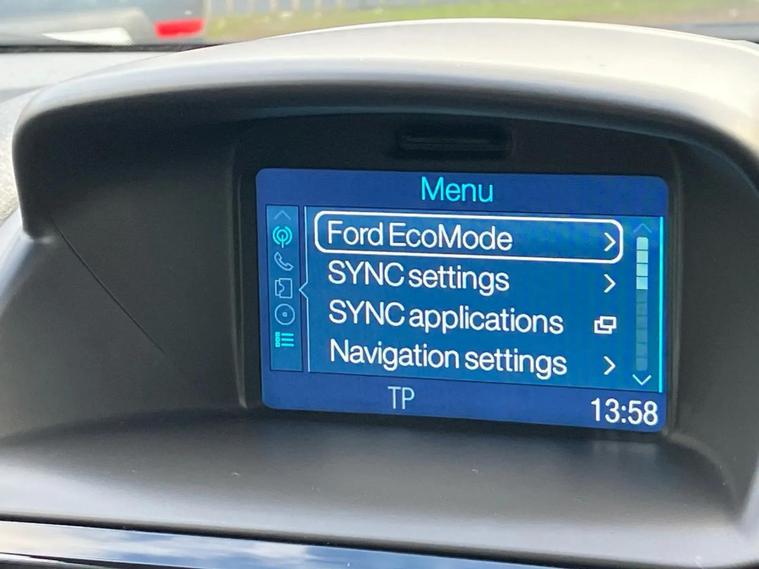 Menu
Ford EcoMode
SYNC settings
SYNC applications
Navigation settings
TP
13:58